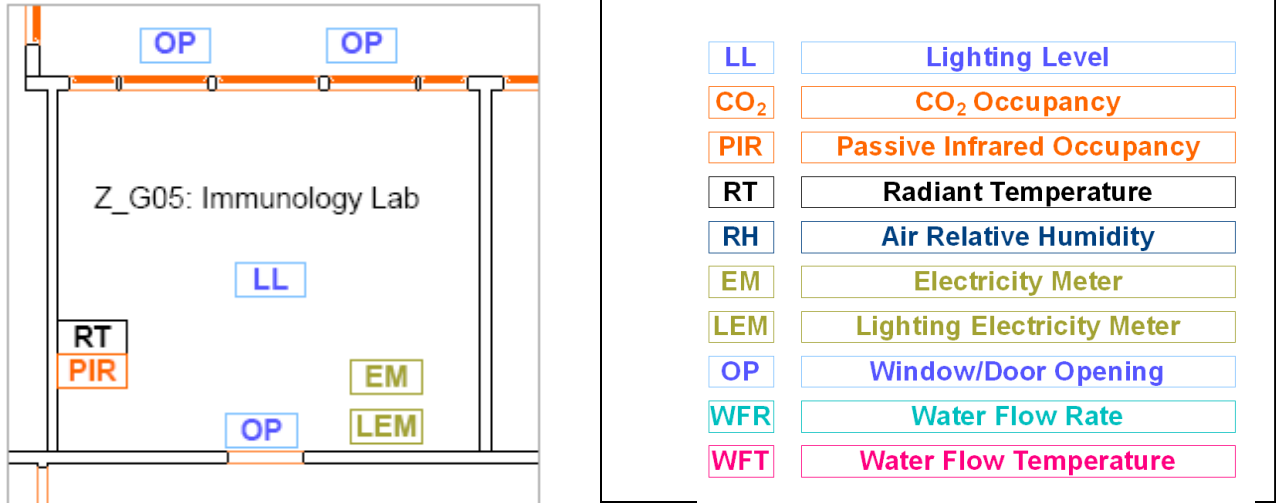 OP OP
Z_G05: Immunology Lab
LL
RT
PIR
EM
OP
LEM
LL Lighting Level
CO₂ CO₂ Occupancy
PIR Passive Infrared Occupancy
RT Radiant Temperature
RH Air Relative Humidity
EM Electricity Meter
LEM Lighting Electricity Meter
OP Window/Door Opening
WFR Water Flow Rate
WFT Water Flow Temperature